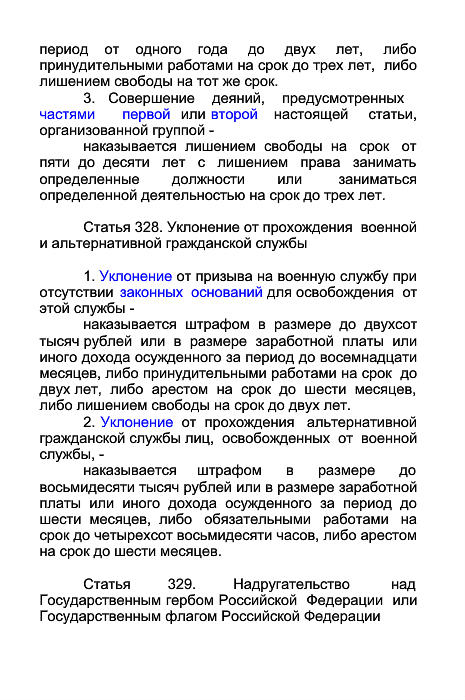 период от одного года до двух лет, либо
принудительными работами на срок до трех лет, либо
лишением свободы на тот же срок.
3. Совершение деяний, предусмотренных
частями первой или второй настоящей статьи,
организованной группой -
наказывается лишением свободы на срок от
пяти до десяти лет с лишением права занимать
определенные должности или заниматься
определенной деятельностью на срок до трех лет.
Статья 328. Уклонение от прохождения военной
и альтернативной гражданской службы
1. Уклонение от призыва на военную службу при
отсутствии законных оснований для освобождения от
этой службы -
наказывается штрафом в размере до двухсот
тысяч рублей или в размере заработной платы или
иного дохода осужденного за период до восемнадцати
месяцев, либо принудительными работами на срок до
двух лет, либо арестом на срок до шести месяцев,
либо лишением свободы на срок до двух лет.
2. Уклонение от прохождения альтернативной
гражданской службы лиц, освобожденных от военной
службы, -
наказывается штрафом в размере до
восьмидесяти тысяч рублей или в размере заработной
платы или иного дохода осужденного за период до
шести месяцев, либо обязательными работами на
срок до четырехсот восьмидесяти часов, либо арестом
на срок до шести месяцев.
Статья 329. Надругательство над
Государственным гербом Российской Федерации или
Государственным флагом Российской Федерации